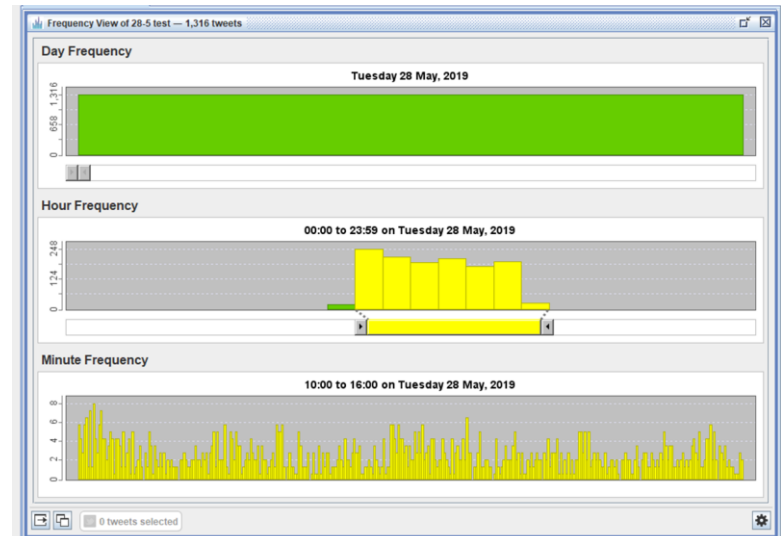 Frequency View of 28-5 test — 1,316 tweets
Day Frequency
Tuesday 28 May, 2019
1,316
658
0
Hour Frequency
00:00 to 23:59 on Tuesday 28 May, 2019
248
124
0
Minute Frequency
10:00 to 16:00 on Tuesday 28 May, 2019
8
6
4
2
0
0 tweets selected